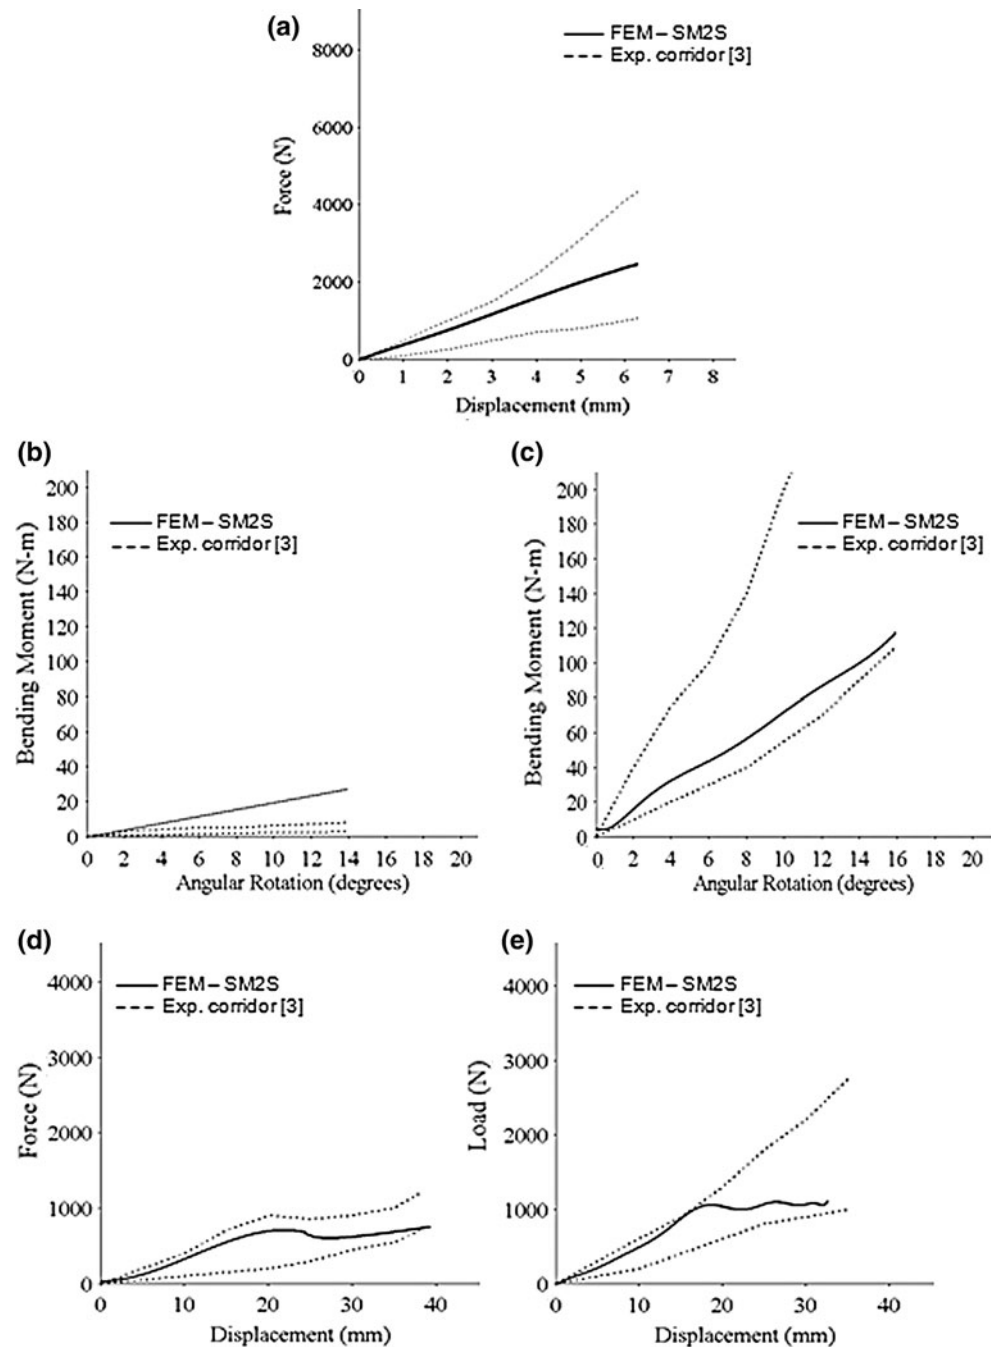 (a)
FEM – SM2S
Exp. corridor [3]
8000
6000
4000
2000
0
Force (N)
0 1 2 3 4 5 6 7 8
Displacement (mm)
(b)
200
180
160
140
120
100
80
60
40
20
0
Bending Moment (N-m)
FEM – SM2S
Exp. corridor [3]
0 2 4 6 8 10 12 14 16 18 20
Angular Rotation (degrees)
(c)
200
180
160
140
120
100
80
60
40
20
0
Bending Moment (N-m)
FEM – SM2S
Exp. corridor [3]
0 2 4 6 8 10 12 14 16 18 20
Angular Rotation (degrees)
(d)
4000
3000
2000
1000
0
Force (N)
FEM – SM2S
Exp. corridor [3]
0 10 20 30 40
Displacement (mm)
(e)
4000
3000
2000
1000
0
Load (N)
FEM – SM2S
Exp. corridor [3]
0 10 20 30 40
Displacement (mm)